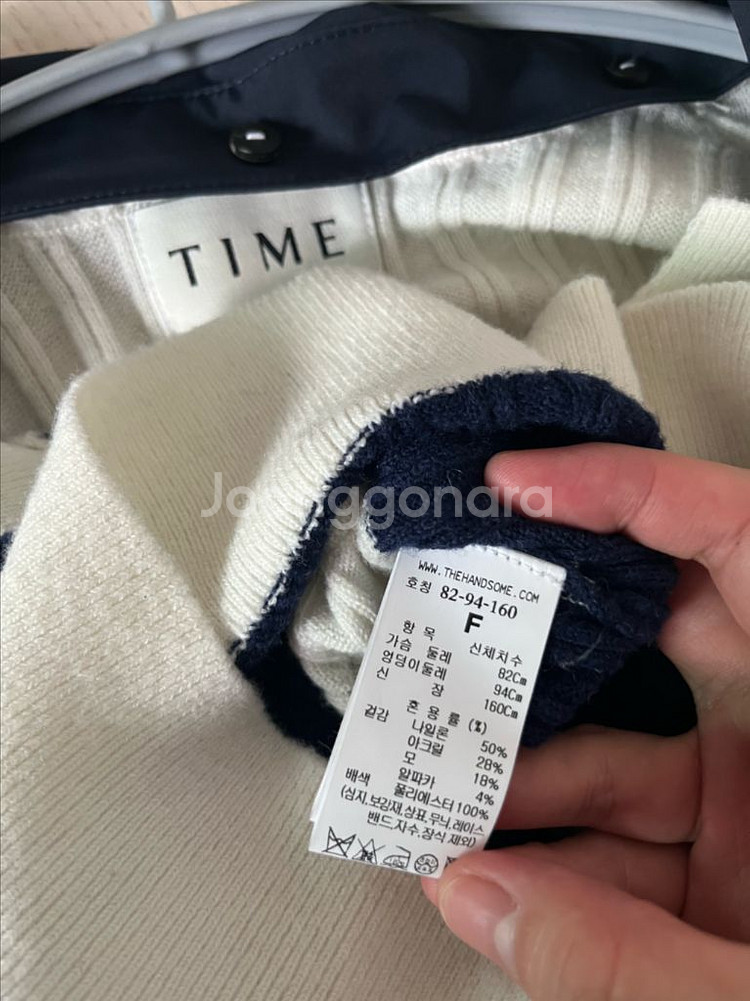 TIME
Joonggonara
WWW.THEHANDSOME.COM
호칭 82-94-160
F
항 목 신체치수
가슴 둘레 82Cm
엉덩이둘레 94Cm
신 장 160Cm
혼 용 률 (%)
겉감 나일론 50%
아크릴 28%
모 18%
알파카 4%
배색 폴리에스터 100%
(심지,보강재,상표,무늬,레이스,
밴드,자수,장식 제외)